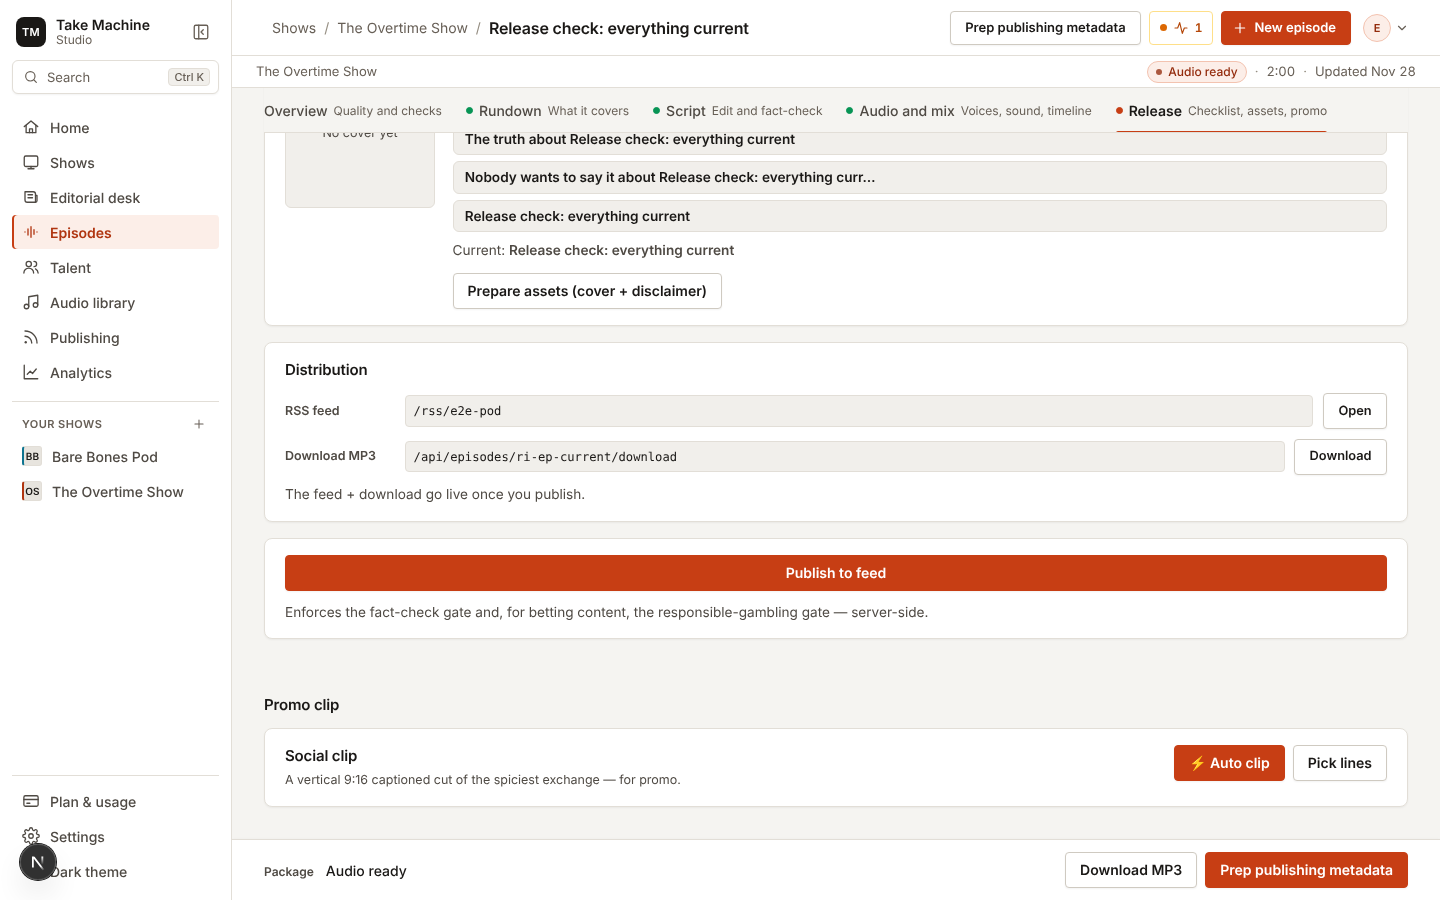 TM
Take Machine
Studio
Search
Ctrl K
Home
Shows
Editorial desk
Episodes
Talent
Audio library
Publishing
Analytics
YOUR SHOWS
BB Bare Bones Pod
OS The Overtime Show
Plan & usage
Settings
N
Dark theme
Shows / The Overtime Show / Release check: everything current
Prep publishing metadata
1
New episode
E
The Overtime Show
Audio ready · 2:00 · Updated Nov 28
Overview Quality and checks
Rundown What it covers
Script Edit and fact-check
Audio and mix Voices, sound, timeline
Release Checklist, assets, promo
No cover yet
The truth about Release check: everything current
Nobody wants to say it about Release check: everything curr...
Release check: everything current
Current: Release check: everything current
Prepare assets (cover + disclaimer)
Distribution
RSS feed /rss/e2e-pod Open
Download MP3 /api/episodes/ri-ep-current/download Download
The feed + download go live once you publish.
Publish to feed
Enforces the fact-check gate and, for betting content, the responsible-gambling gate — server-side.
Promo clip
Social clip
A vertical 9:16 captioned cut of the spiciest exchange — for promo.
⚡ Auto clip
Pick lines
Package Audio ready
Download MP3
Prep publishing metadata